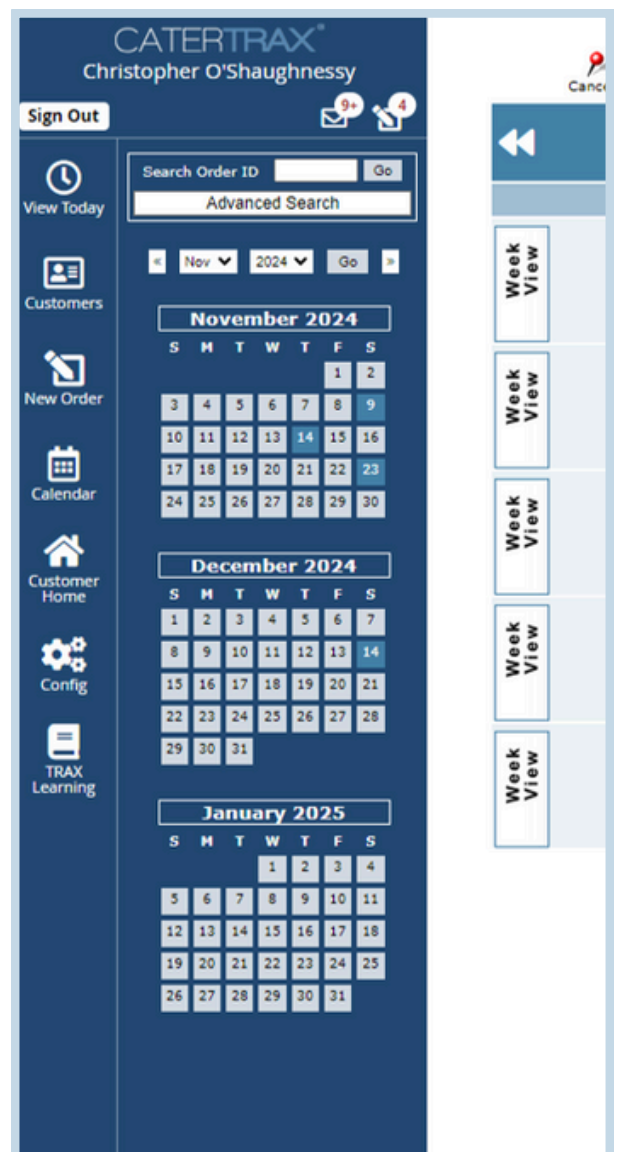 CATERTRAX®
Christopher O'Shaughnessy
Sign Out
9+ 4
View Today
Customers
New Order
Calendar
Customer
Home
Config
TRAX
Learning
Search Order ID Go
Advanced Search
« Nov 2024 Go »
November 2024
S M T W T F S
1 2
3 4 5 6 7 8 9
10 11 12 13 14 15 16
17 18 19 20 21 22 23
24 25 26 27 28 29 30
December 2024
S M T W T F S
1 2 3 4 5 6 7
8 9 10 11 12 13 14
15 16 17 18 19 20 21
22 23 24 25 26 27 28
29 30 31
January 2025
S M T W T F S
1 2 3 4
5 6 7 8 9 10 11
12 13 14 15 16 17 18
19 20 21 22 23 24 25
26 27 28 29 30 31
Week
View
Week
View
Week
View
Week
View
Week
View